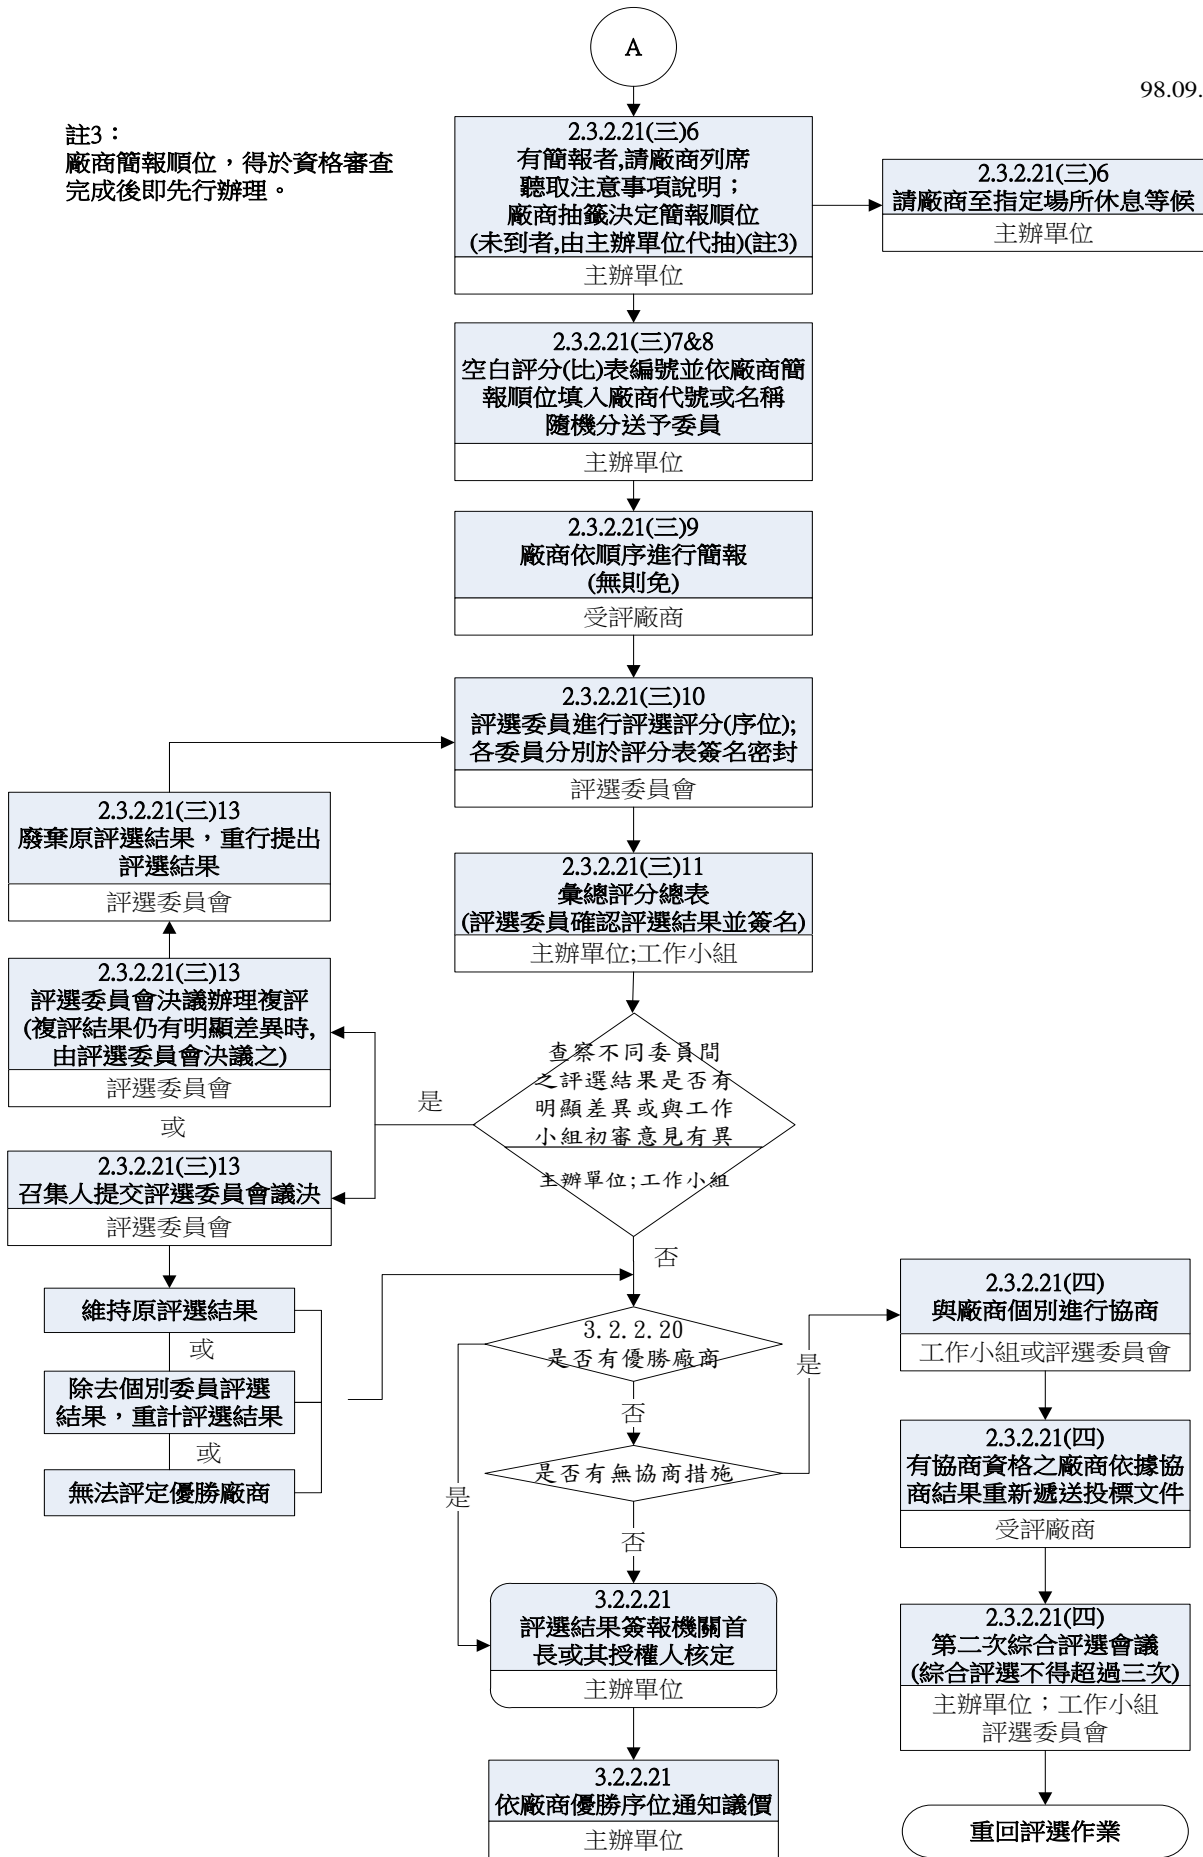 A
98.09.
註3：
廠商簡報順位，得於資格審查
完成後即先行辦理。
2.3.2.21(三)6
有簡報者,請廠商列席
聽取注意事項說明；
廠商抽籤決定簡報順位
(未到者,由主辦單位代抽)(註3)
主辦單位
2.3.2.21(三)6
請廠商至指定場所休息等候
主辦單位
2.3.2.21(三)7&8
空白評分(比)表編號並依廠商簡
報順位填入廠商代號或名稱
隨機分送予委員
主辦單位
2.3.2.21(三)9
廠商依順序進行簡報
(無則免)
受評廠商
2.3.2.21(三)10
評選委員進行評選評分(序位);
各委員分別於評分表簽名密封
評選委員會
2.3.2.21(三)13
廢棄原評選結果，重行提出
評選結果
評選委員會
2.3.2.21(三)11
彙總評分總表
(評選委員確認評選結果並簽名)
主辦單位;工作小組
2.3.2.21(三)13
評選委員會決議辦理複評
(複評結果仍有明顯差異時,
由評選委員會決議之)
評選委員會
或
是
查察不同委員間
之評選結果是否有
明顯差異或與工作
小組初審意見有異
主辦單位;工作小組
2.3.2.21(三)13
召集人提交評選委員會議決
評選委員會
否
維持原評選結果
或
除去個別委員評選
結果，重計評選結果
或
無法評定優勝廠商
3.2.2.20
是否有優勝廠商
是
否
是否有無協商措施
是
否
2.3.2.21(四)
與廠商個別進行協商
工作小組或評選委員會
2.3.2.21(四)
有協商資格之廠商依據協
商結果重新遞送投標文件
受評廠商
3.2.2.21
評選結果簽報機關首
長或其授權人核定
主辦單位
2.3.2.21(四)
第二次綜合評選會議
(綜合評選不得超過三次)
主辦單位；工作小組
評選委員會
3.2.2.21
依廠商優勝序位通知議價
主辦單位
重回評選作業